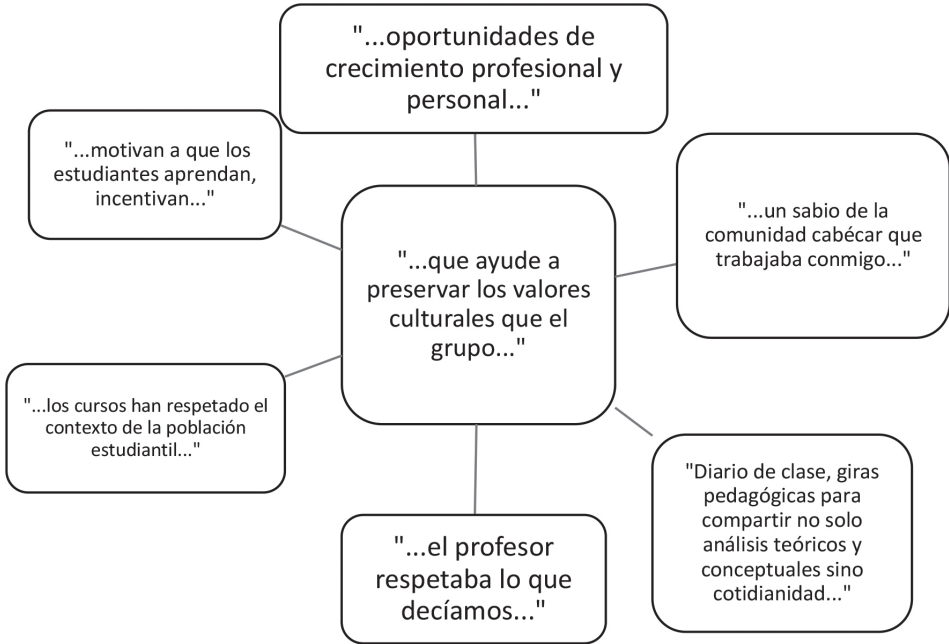 "...oportunidades de
crecimiento profesional y
personal..."
"...motivan a que los
estudiantes aprendan,
incentivan..."
"...un sabio de la
comunidad cabécar que
trabajaba conmigo..."
"...que ayude a
preservar los valores
culturales que el
grupo..."
"...los cursos han respetado el
contexto de la población
estudiantil..."
"Diario de clase, giras
pedagógicas para
compartir no solo
análisis teóricos y
conceptuales sino
cotidianidad..."
"...el profesor
respetaba lo que
decíamos..."